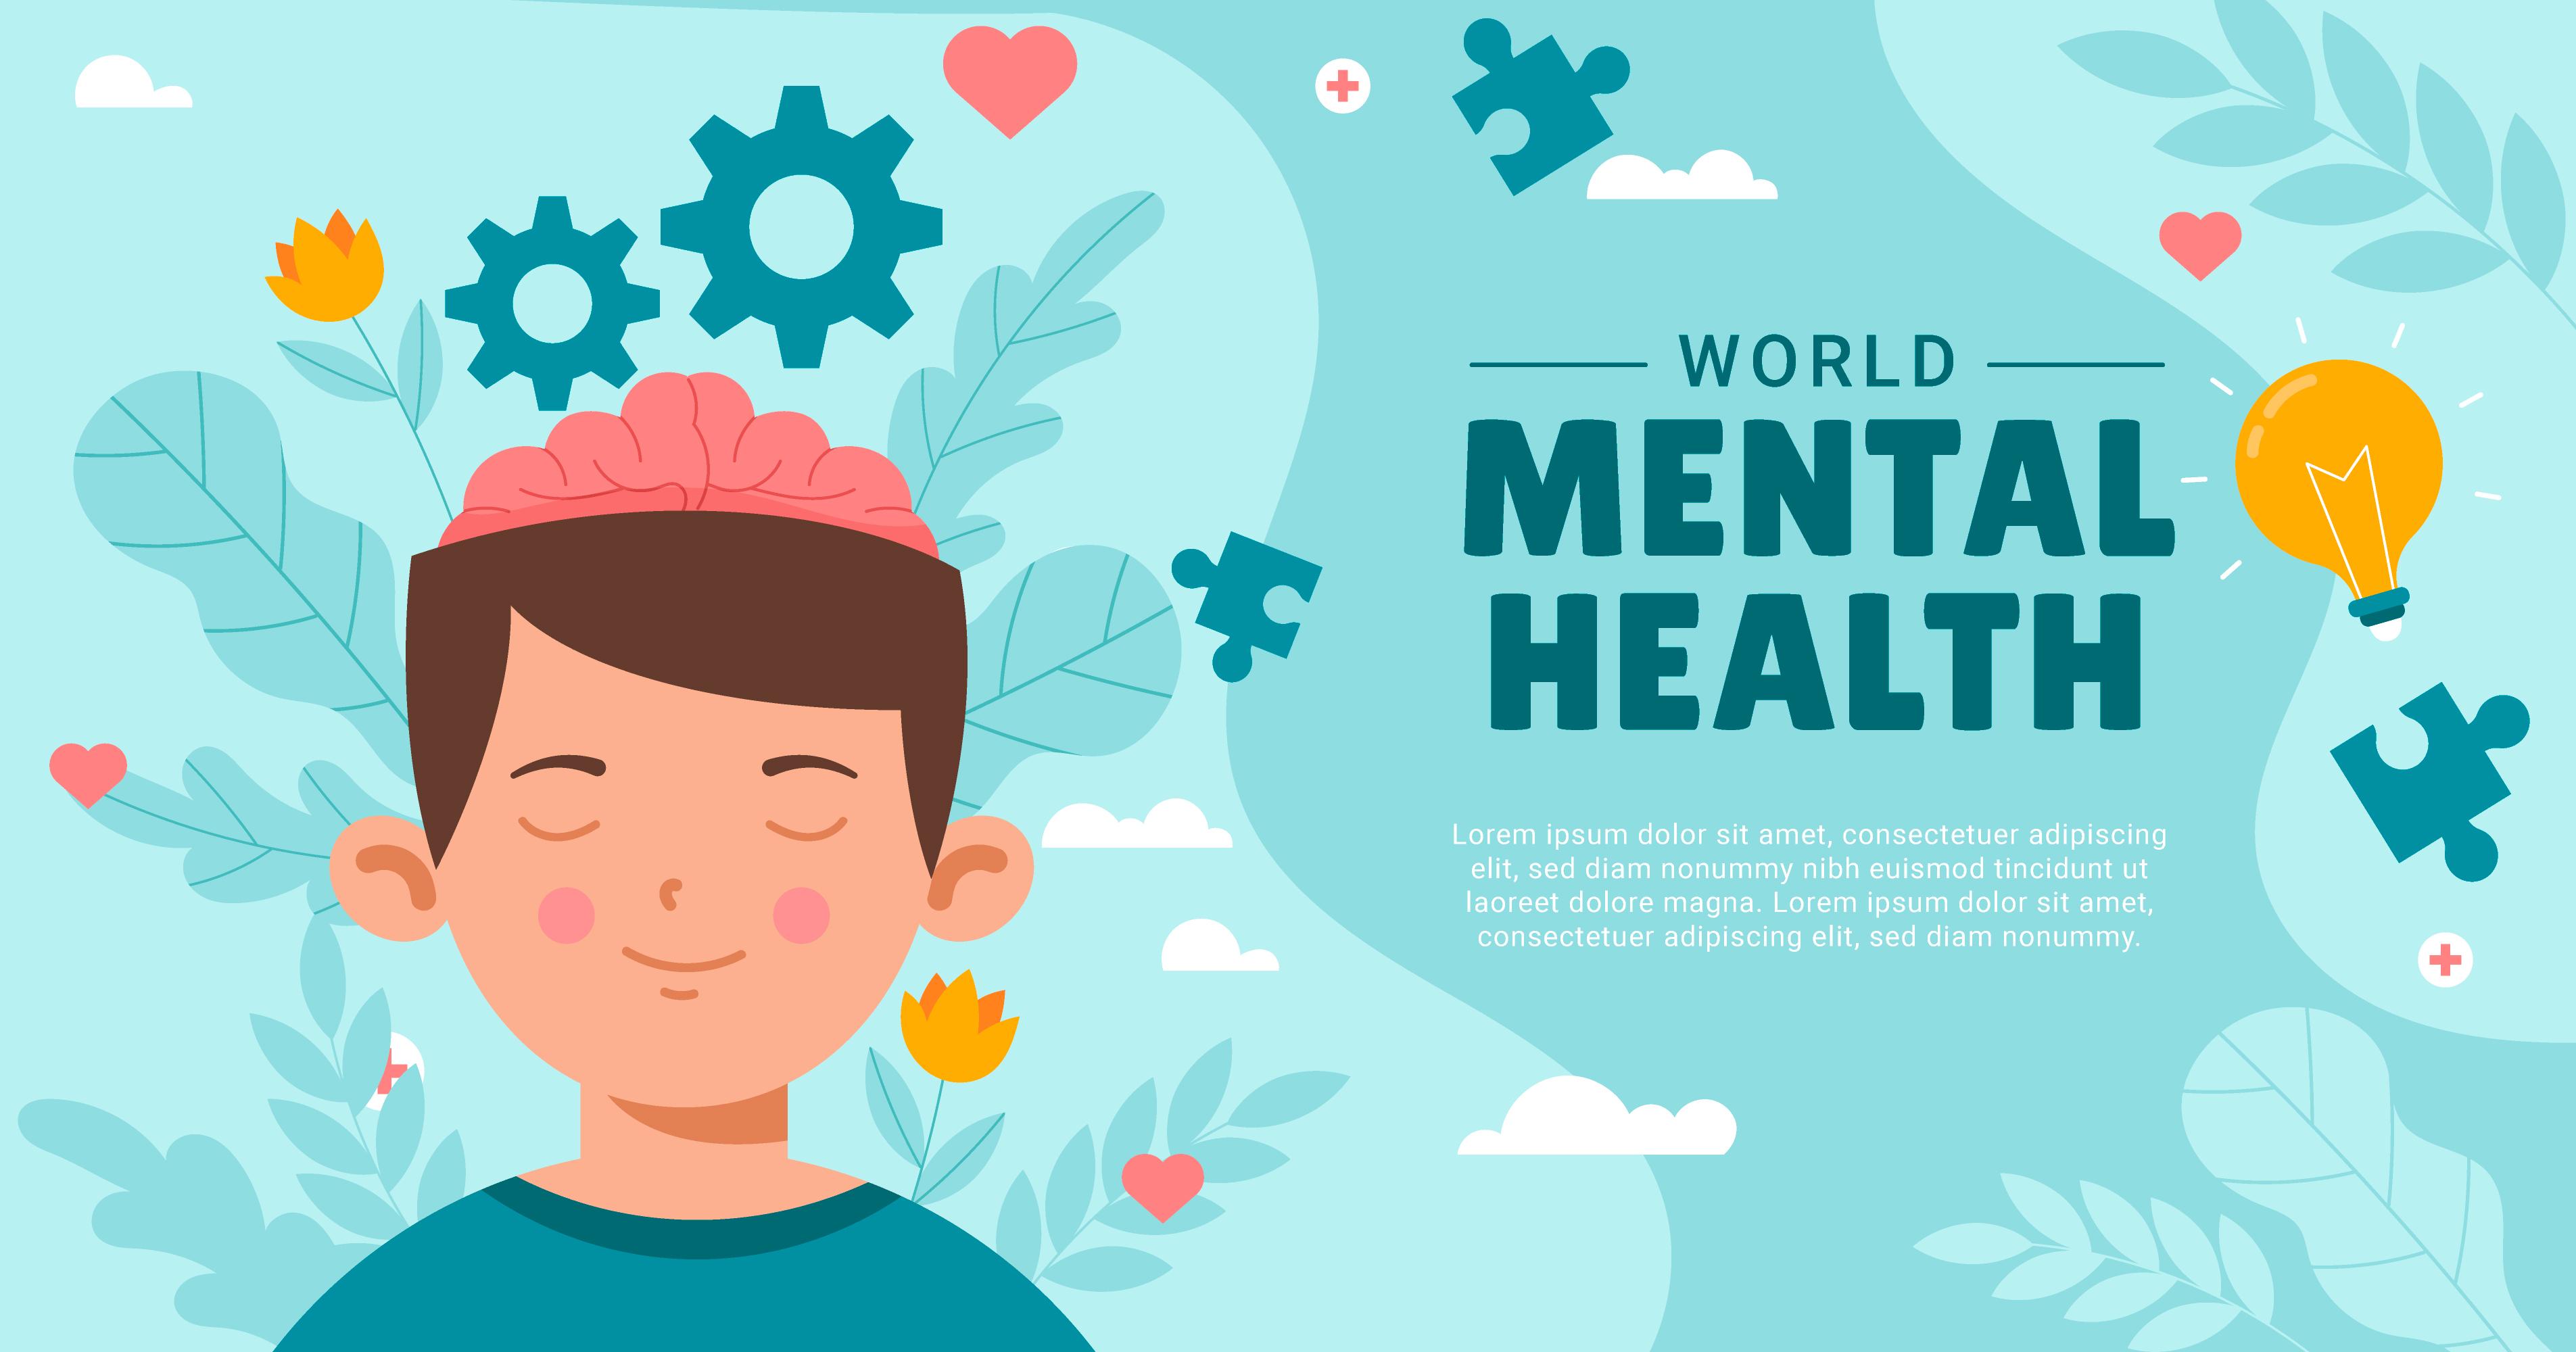 WORLD
MENTAL
HEALTH
Lorem ipsum dolor sit amet, consectetuer adipiscing
elit, sed diam nonummy nibh euismod tincidunt ut
laoreet dolore magna. Lorem ipsum dolor sit amet,
consectetuer adipiscing elit, sed diam nonummy.